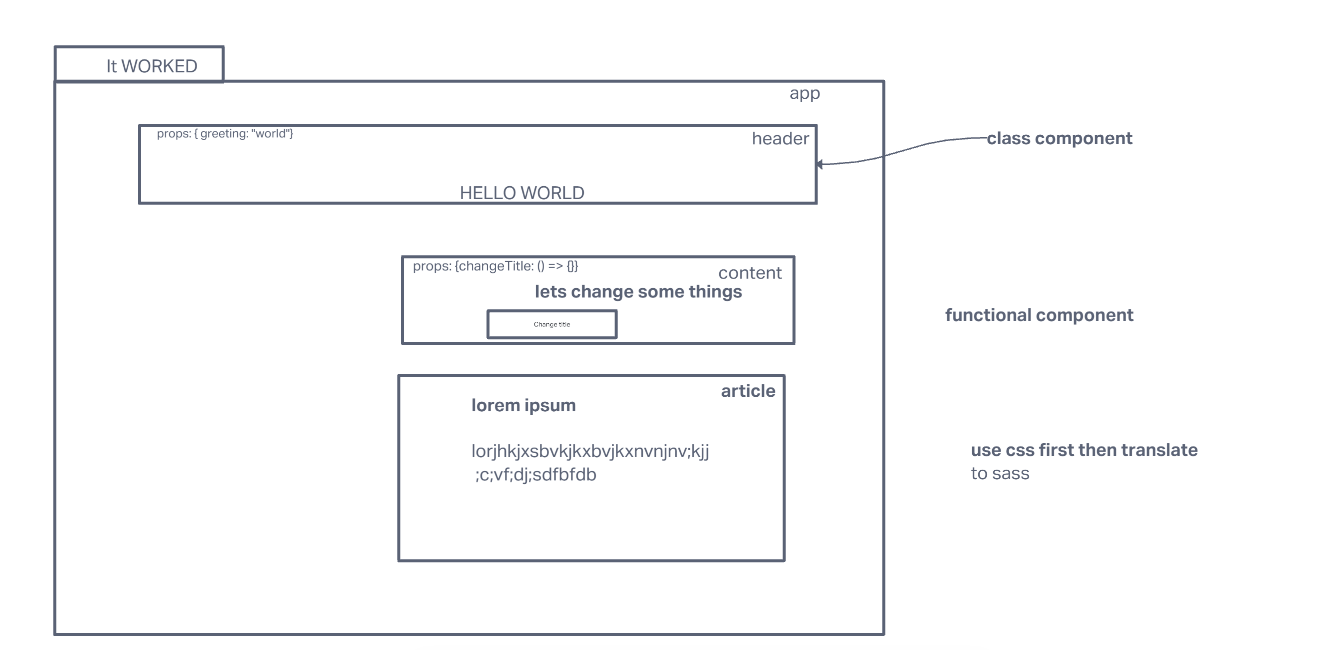 It WORKED
app
props: { greeting: "world"}
header
class component
HELLO WORLD
props: {changeTitle: () => {}}
content
lets change some things
Change title
functional component
article
lorem ipsum
lorjhkjxsbvkjkxbvjkxnvnjnv;kjj
;c;vf;dj;sdfbfdb
use css first then translate
to sass